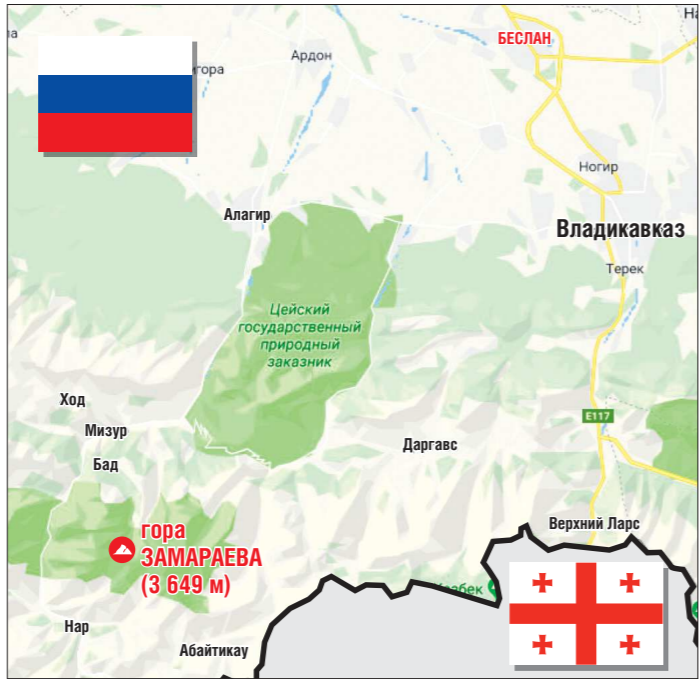 БЕСЛАН
Ардон
Ногир
Алагир
Владикавказ
Терек
Цейский
государственный
природный
заказник
Ход
Мизур
Бад
Даргавс
E117
гора
ЗАМАРАЕВА
(3 649 м)
Верхний Ларс
Нар
Абайтикау